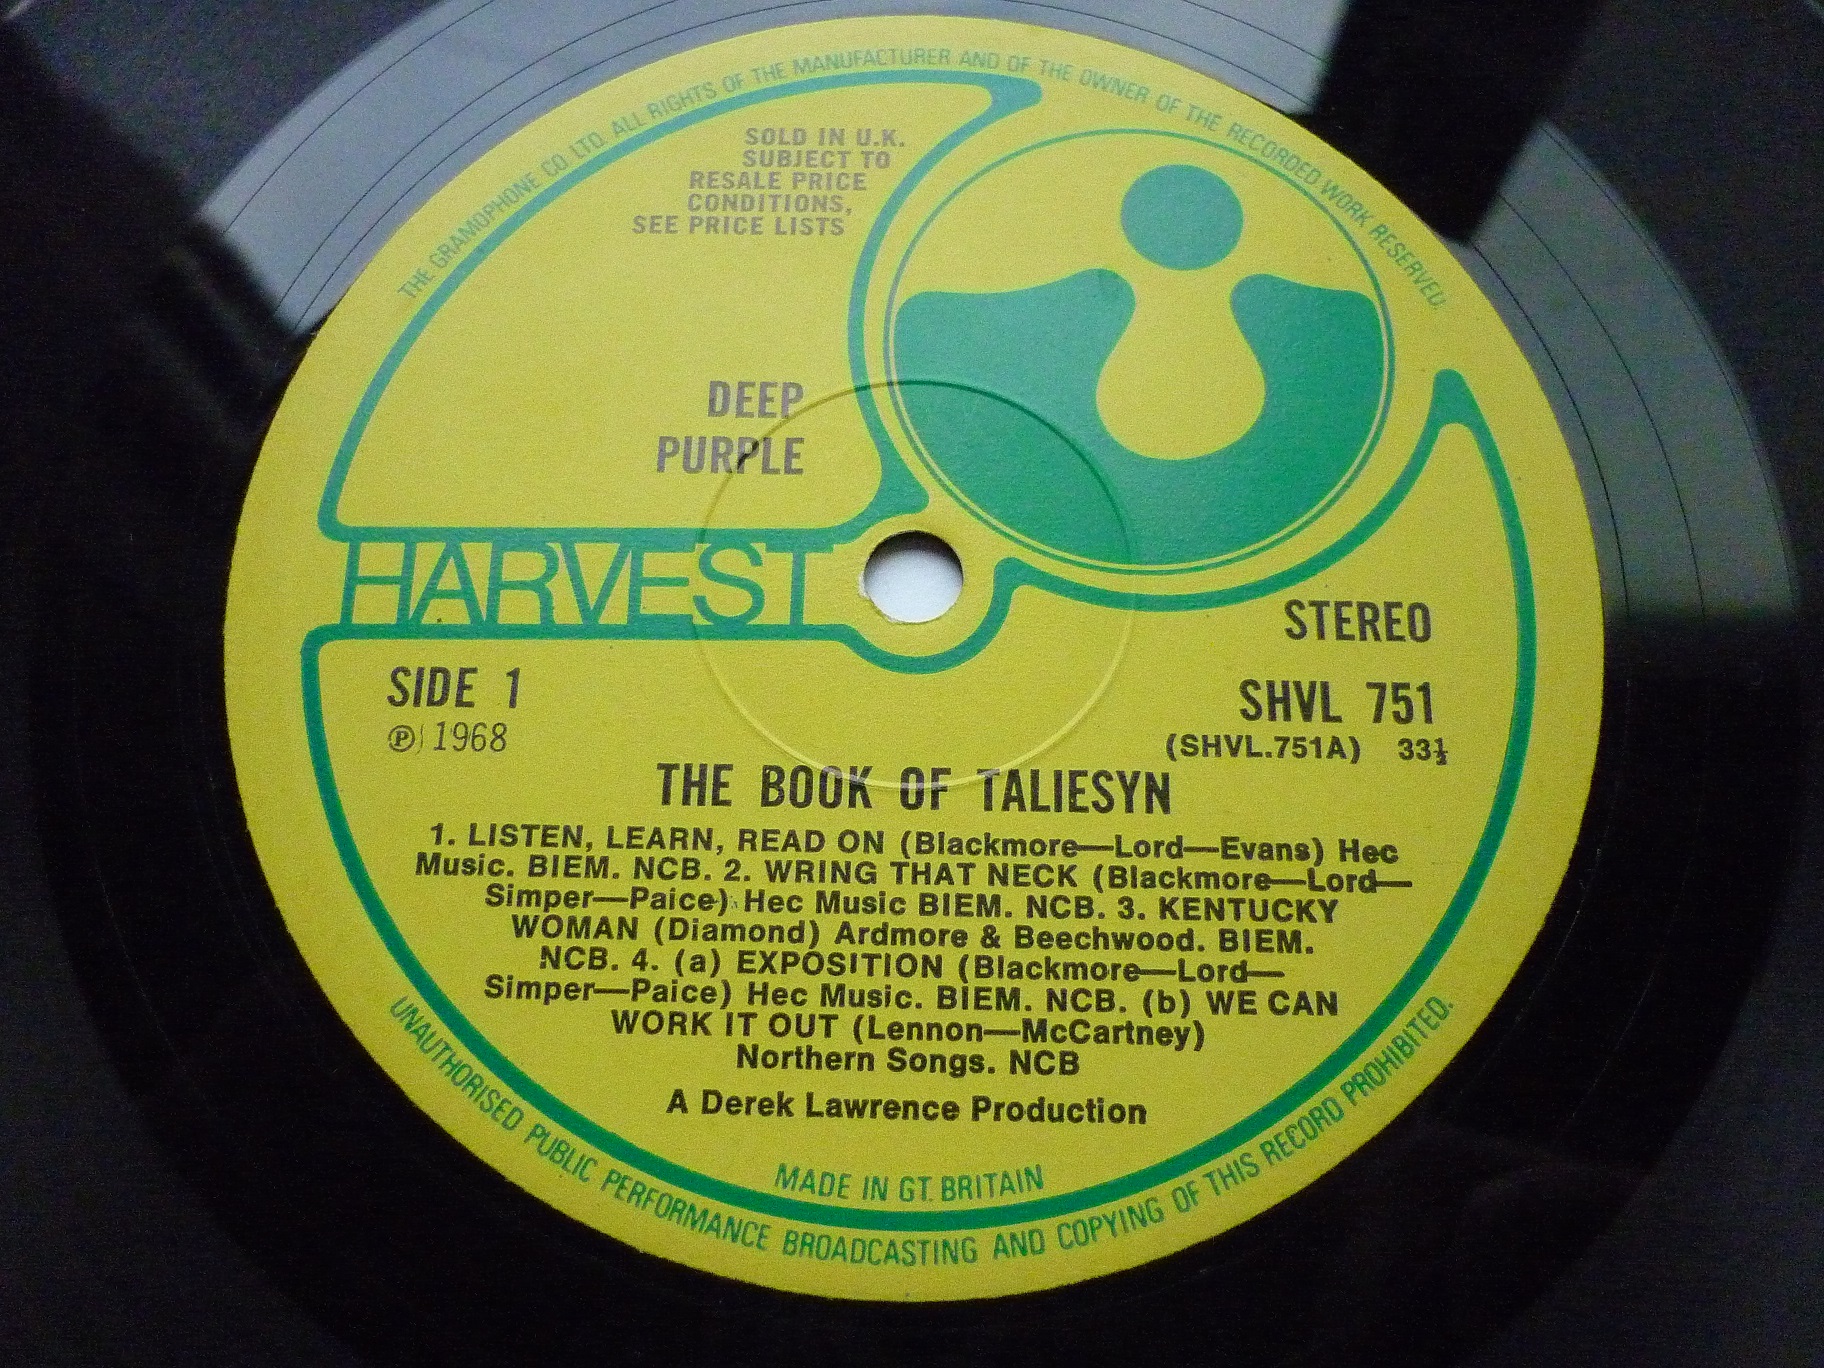 THE GRAMOPHONE CO. LTD. ALL RIGHTS OF THE MANUFACTURER AND OF THE OWNER OF THE RECORDED WORK RESERVED.
SOLD IN U.K.
SUBJECT TO
RESALE PRICE
CONDITIONS,
SEE PRICE LISTS
DEEP
PURPLE
HARVEST
STEREO
SIDE 1
SHVL 751
℗ 1968
(SHVL.751A) 33⅓
THE BOOK OF TALIESYN
1. LISTEN, LEARN, READ ON (Blackmore—Lord—Evans) Hec
Music. BIEM. NCB. 2. WRING THAT NECK (Blackmore—Lord—
Simper—Paice) Hec Music BIEM. NCB. 3. KENTUCKY
WOMAN (Diamond) Ardmore & Beechwood. BIEM.
NCB. 4. (a) EXPOSITION (Blackmore—Lord—
Simper—Paice) Hec Music. BIEM. NCB. (b) WE CAN
WORK IT OUT (Lennon—McCartney)
Northern Songs. NCB
A Derek Lawrence Production
MADE IN GT. BRITAIN
UNAUTHORISED PUBLIC PERFORMANCE BROADCASTING AND COPYING OF THIS RECORD PROHIBITED.